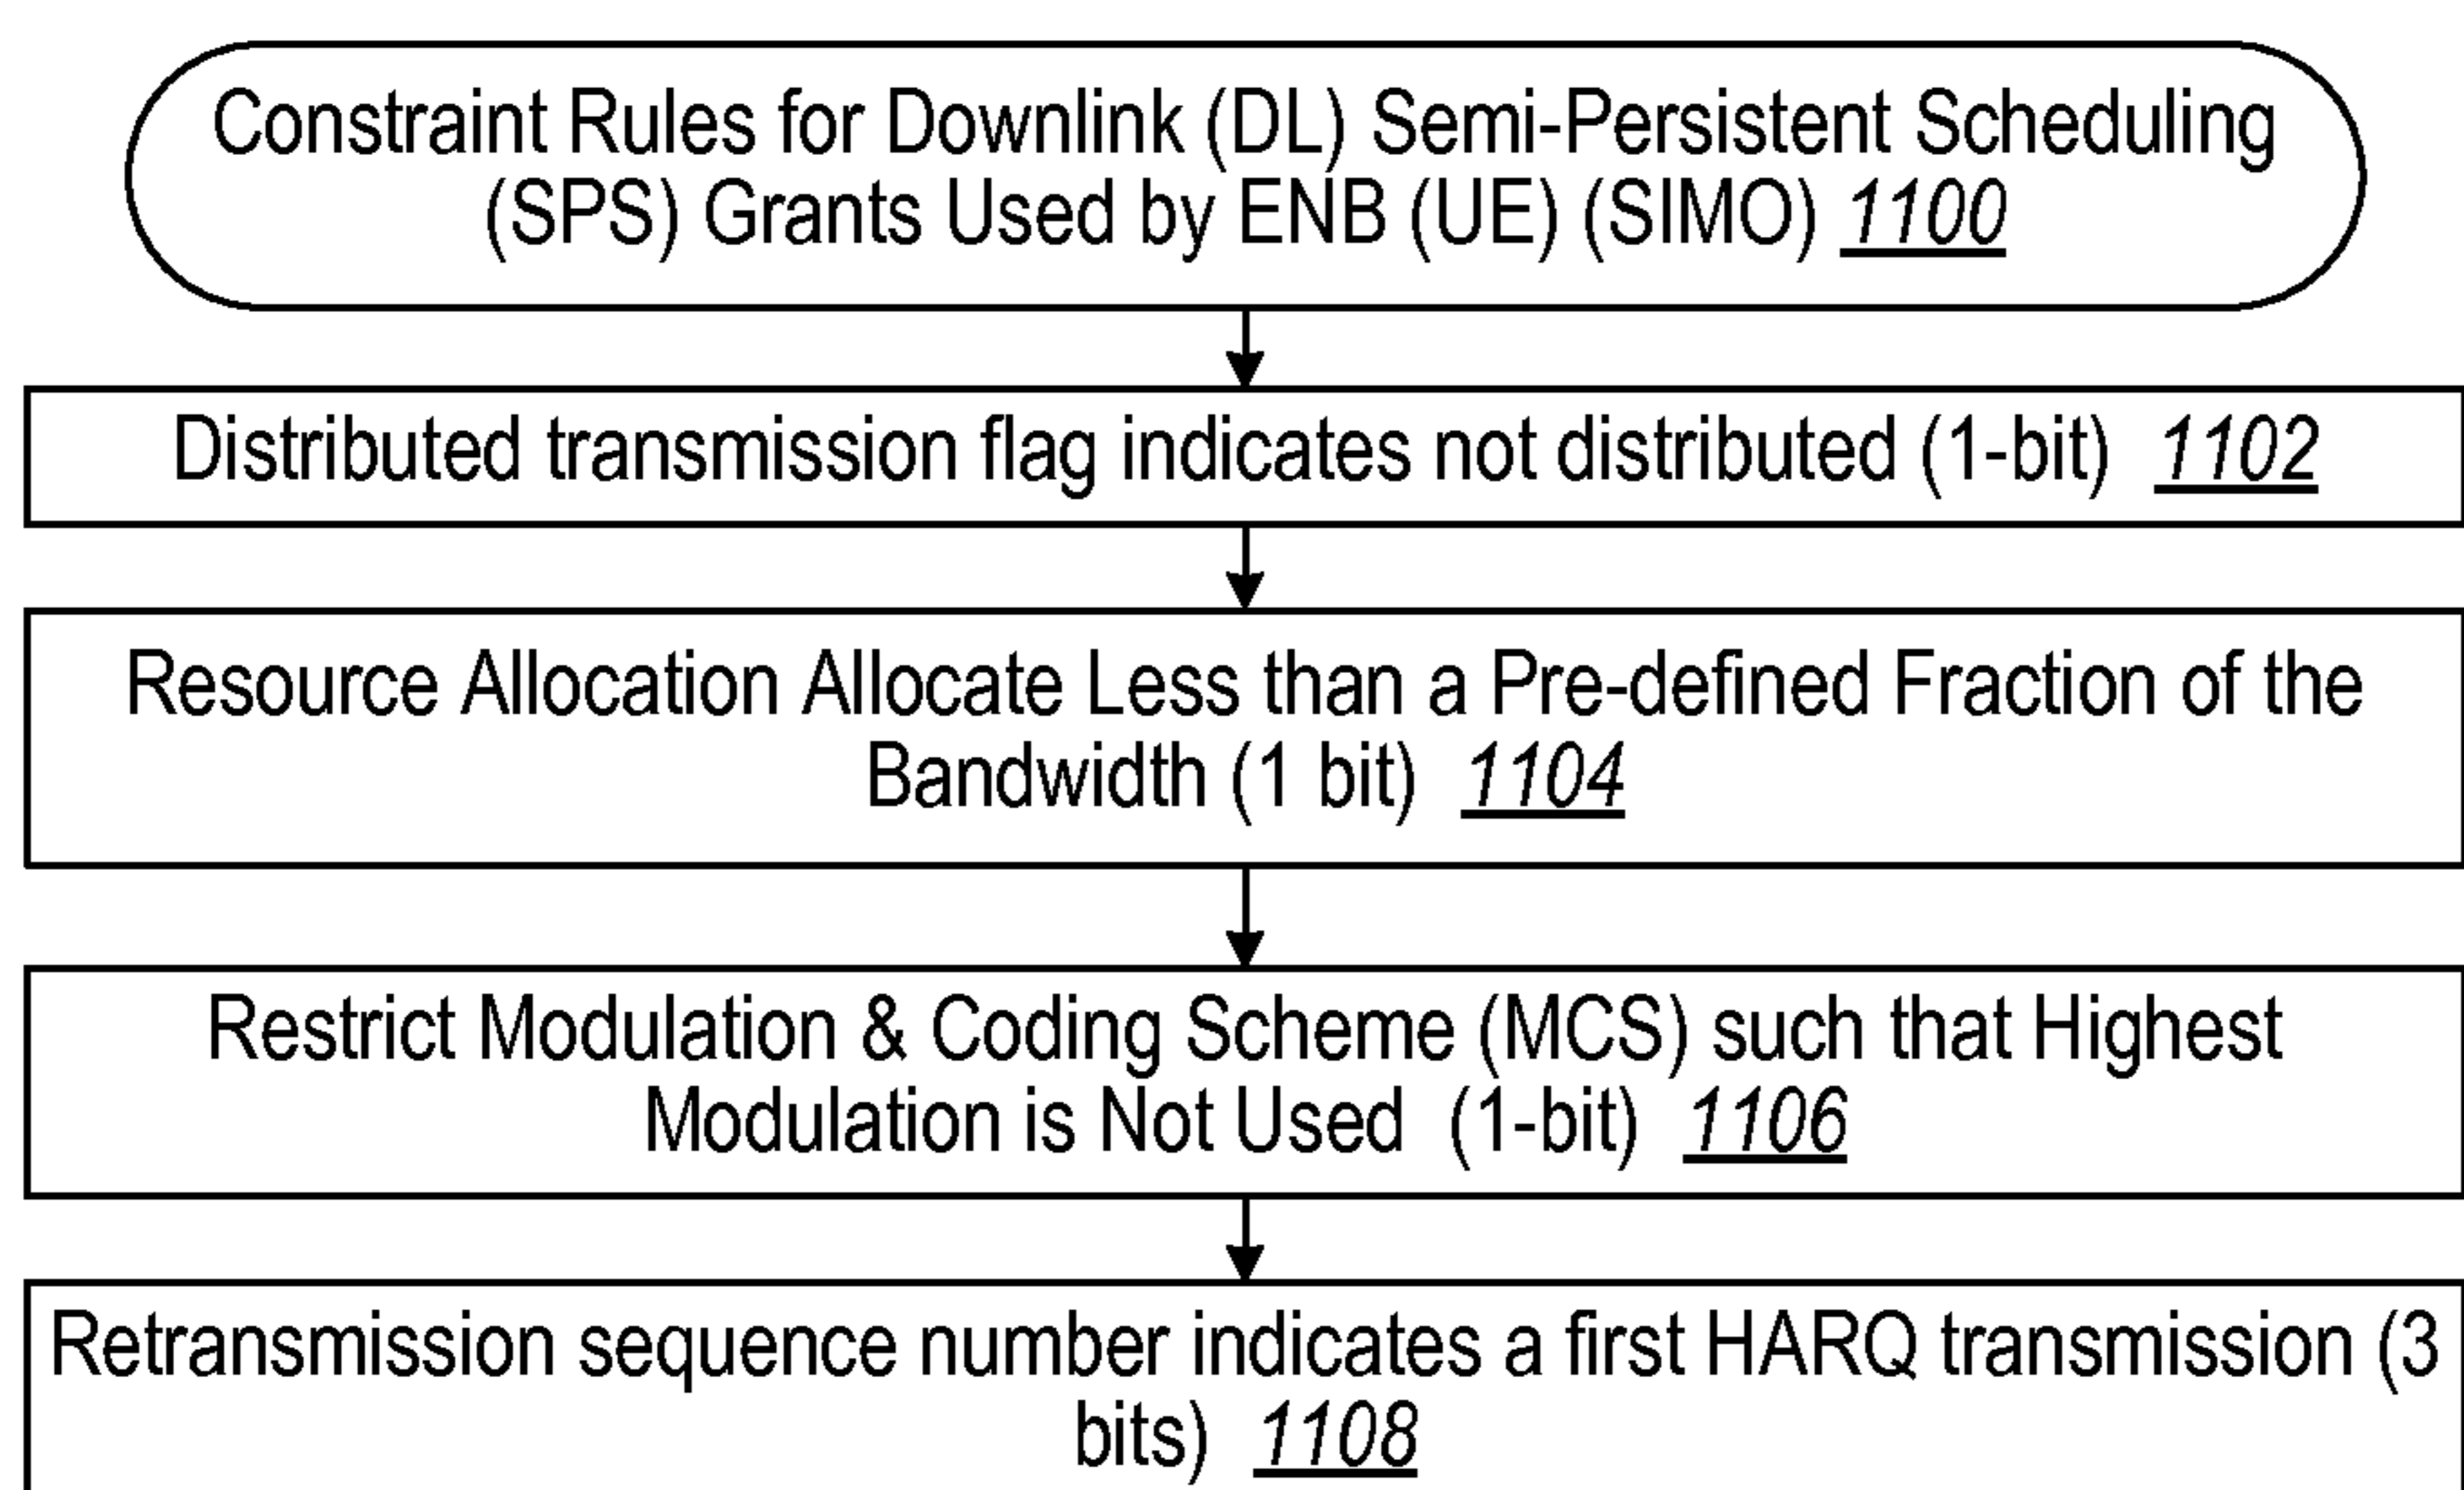 Constraint Rules for Downlink (DL) Semi-Persistent Scheduling
(SPS) Grants Used by ENB (UE) (SIMO) 1100
Distributed transmission flag indicates not distributed (1-bit) 1102
Resource Allocation Allocate Less than a Pre-defined Fraction of the
Bandwidth (1 bit) 1104
Restrict Modulation & Coding Scheme (MCS) such that Highest
Modulation is Not Used (1-bit) 1106
Retransmission sequence number indicates a first HARQ transmission (3
bits) 1108